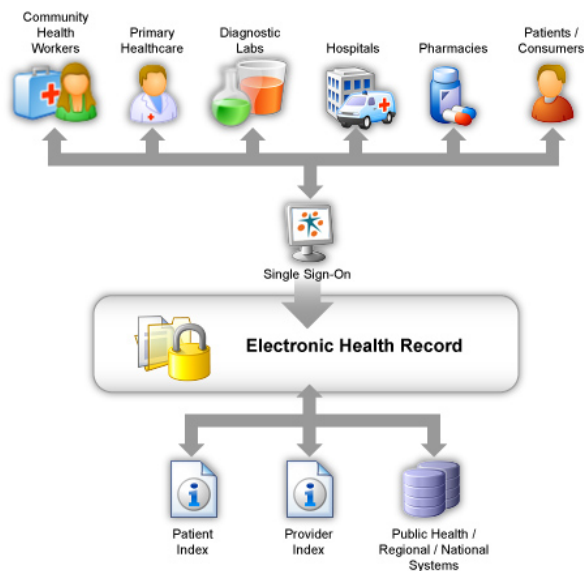 Community
Health
Workers
Primary
Healthcare
Diagnostic
Labs
Hospitals
Pharmacies
Patients /
Consumers
Single Sign-On
Electronic Health Record
Patient
Index
Provider
Index
Public Health /
Regional / National
Systems